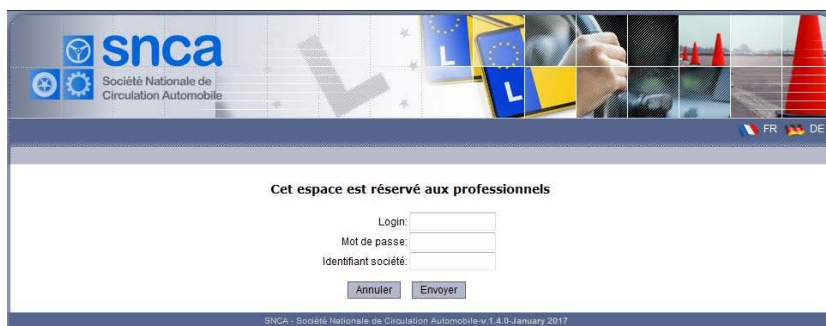 snca
Société Nationale de
Circulation Automobile
L
L
L
FR DE
Cet espace est réservé aux professionnels
Login:
Mot de passe:
Identifiant société:
Annuler Envoyer
SNCA - Société Nationale de Circulation Automobile-v.1.4.0-January 2017